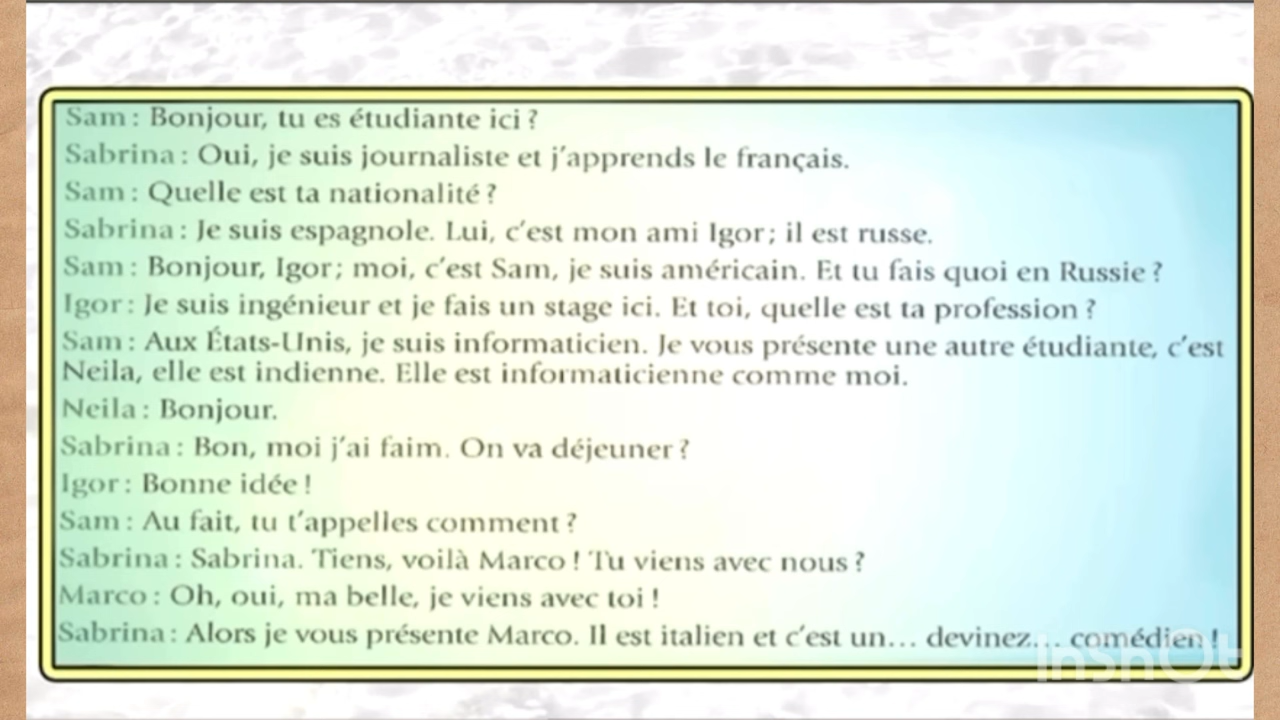 Sam : Bonjour, tu es étudiante ici ?
Sabrina : Oui, je suis journaliste et j'apprends le français.
Sam : Quelle est ta nationalité ?
Sabrina : Je suis espagnole. Lui, c'est mon ami Igor ; il est russe.
Sam : Bonjour, Igor ; moi, c'est Sam, je suis américain. Et tu fais quoi en Russie ?
Igor : Je suis ingénieur et je fais un stage ici. Et toi, quelle est ta profession ?
Sam : Aux États-Unis, je suis informaticien. Je vous présente une autre étudiante, c'est
Neila, elle est indienne. Elle est informaticienne comme moi.
Neila : Bonjour.
Sabrina : Bon, moi j'ai faim. On va déjeuner ?
Igor : Bonne idée !
Sam : Au fait, tu t'appelles comment ?
Sabrina : Sabrina. Tiens, voilà Marco ! Tu viens avec nous ?
Marco : Oh, oui, ma belle, je viens avec toi !
Sabrina : Alors je vous présente Marco. Il est italien et c'est un... devinez... comédien !
InShOt